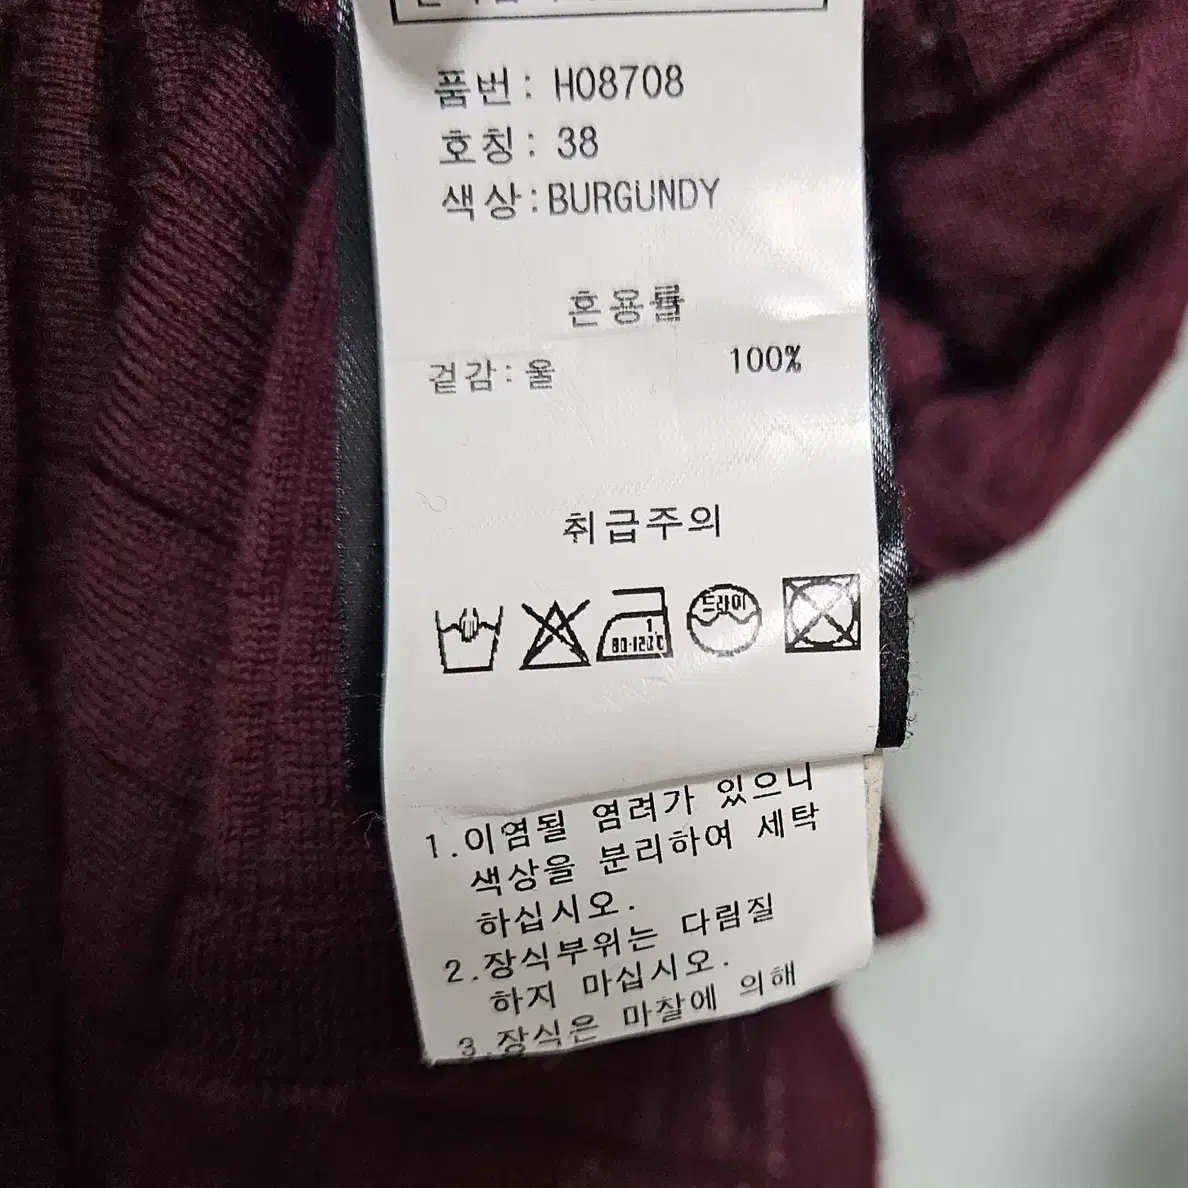 품번: H08708
호칭: 38
색상:BURGUNDY
혼용률
겉감:울 100%
취급주의
드라이
80-120℃
1.이염될 염려가 있으니
색상을 분리하여 세탁
하십시오.
2.장식부위는 다림질
하지 마십시오.
3.장식은 마찰에 의해